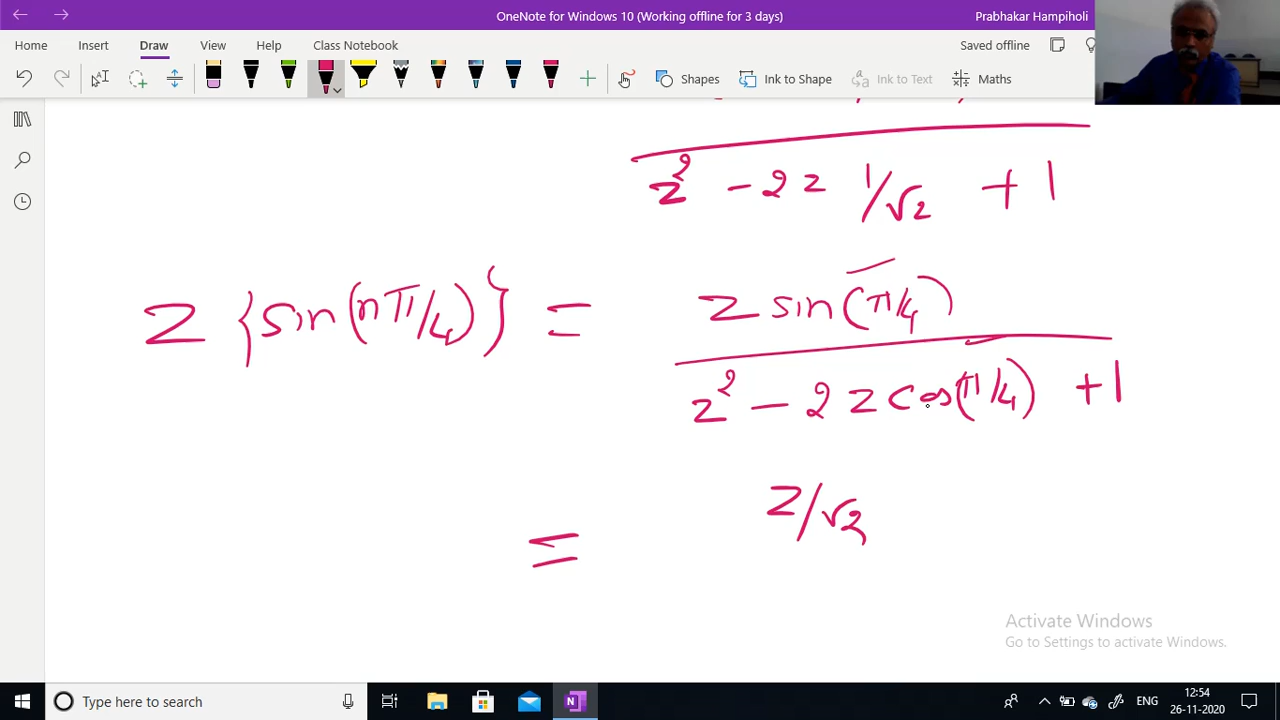 OneNote for Windows 10 (Working offline for 3 days)
Prabhakar Hampiholi
Home Insert Draw View Help Class Notebook
Saved offline
Shapes Ink to Shape Ink to Text Maths
z² - 2z 1/√2 + 1
Z {sin(nπ/4)} = z sin(π/4)
z² - 2z cos(π/4) + 1
= z/√2
Activate Windows
Go to Settings to activate Windows.
Type here to search
ENG
12:54
26-11-2020